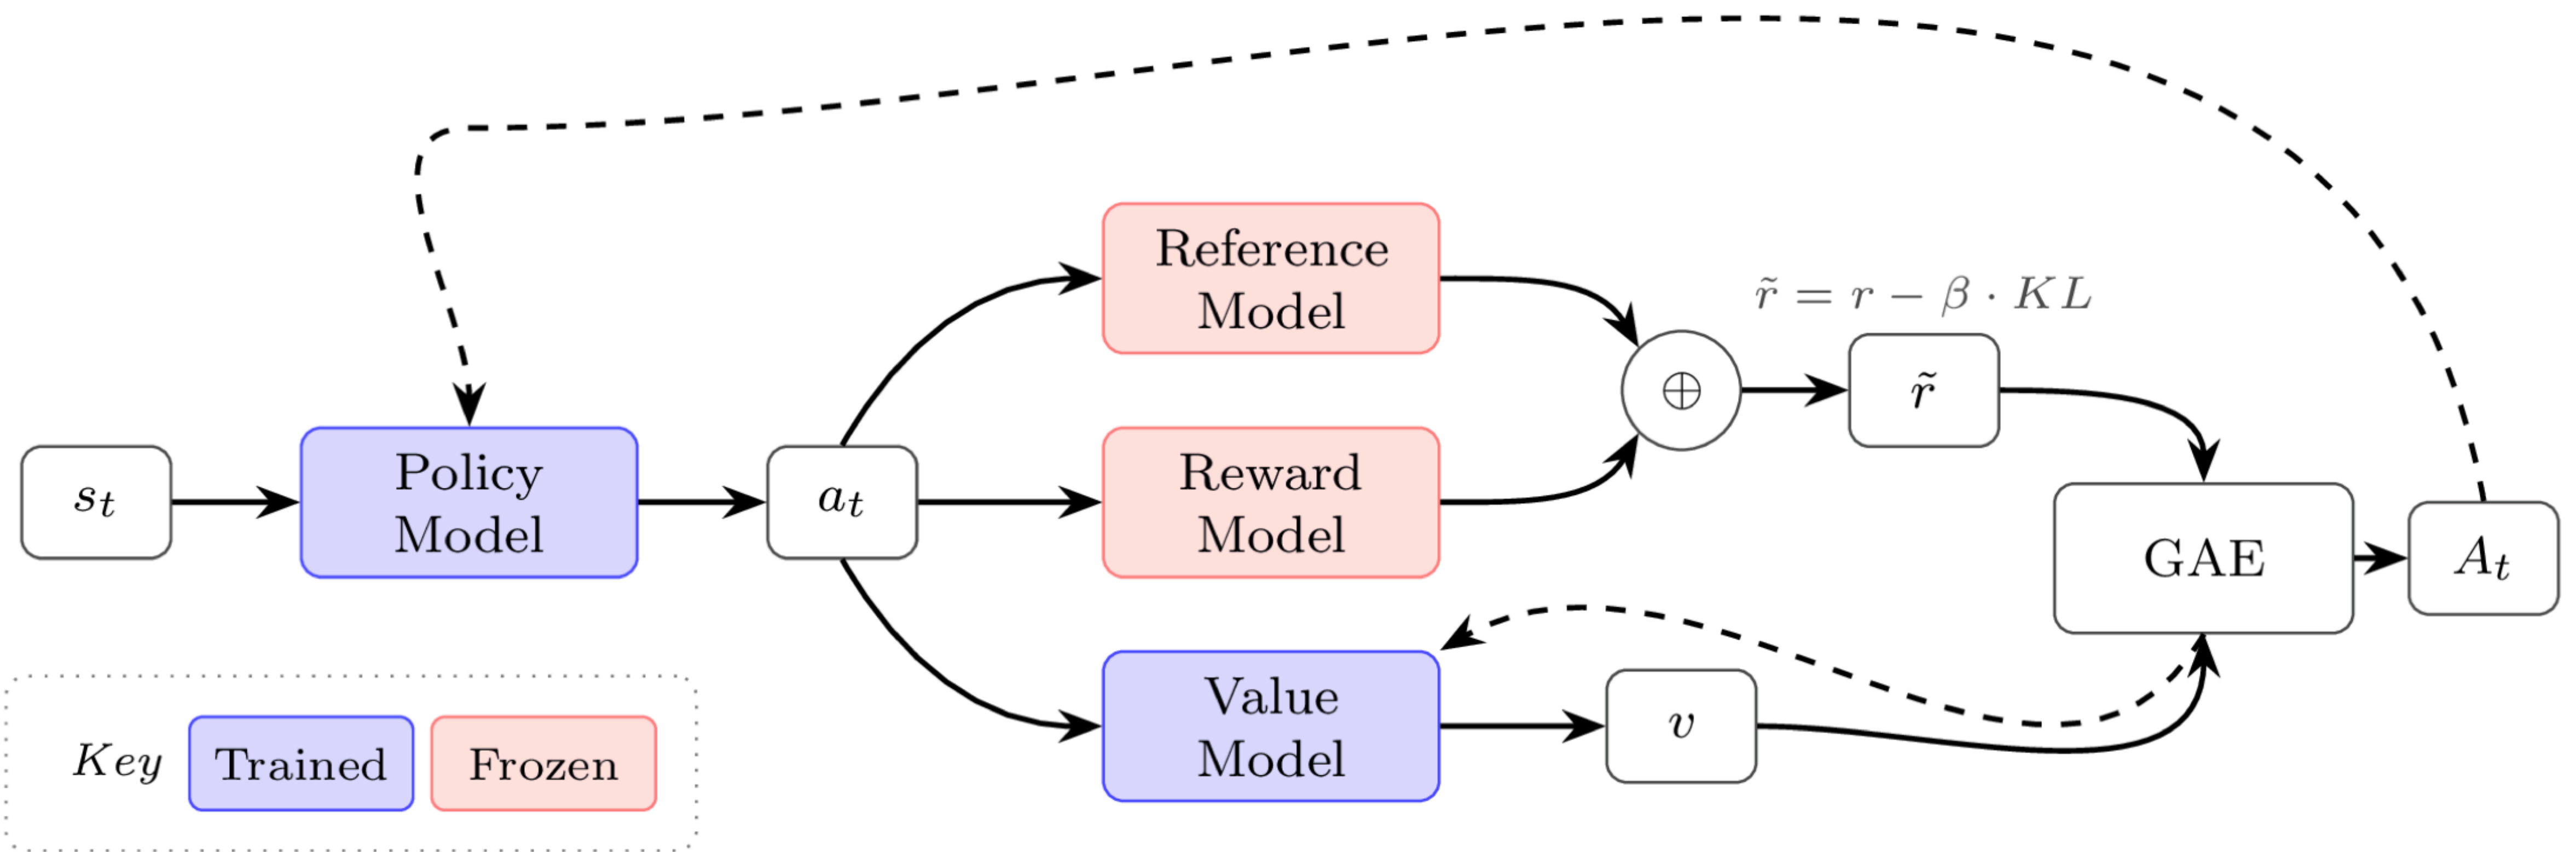 Reference
Model
r̃ = r − β · KL
⊕
r̃
s_t
Policy
Model
a_t
Reward
Model
GAE
A_t
Value
Model
v
Key
Trained
Frozen